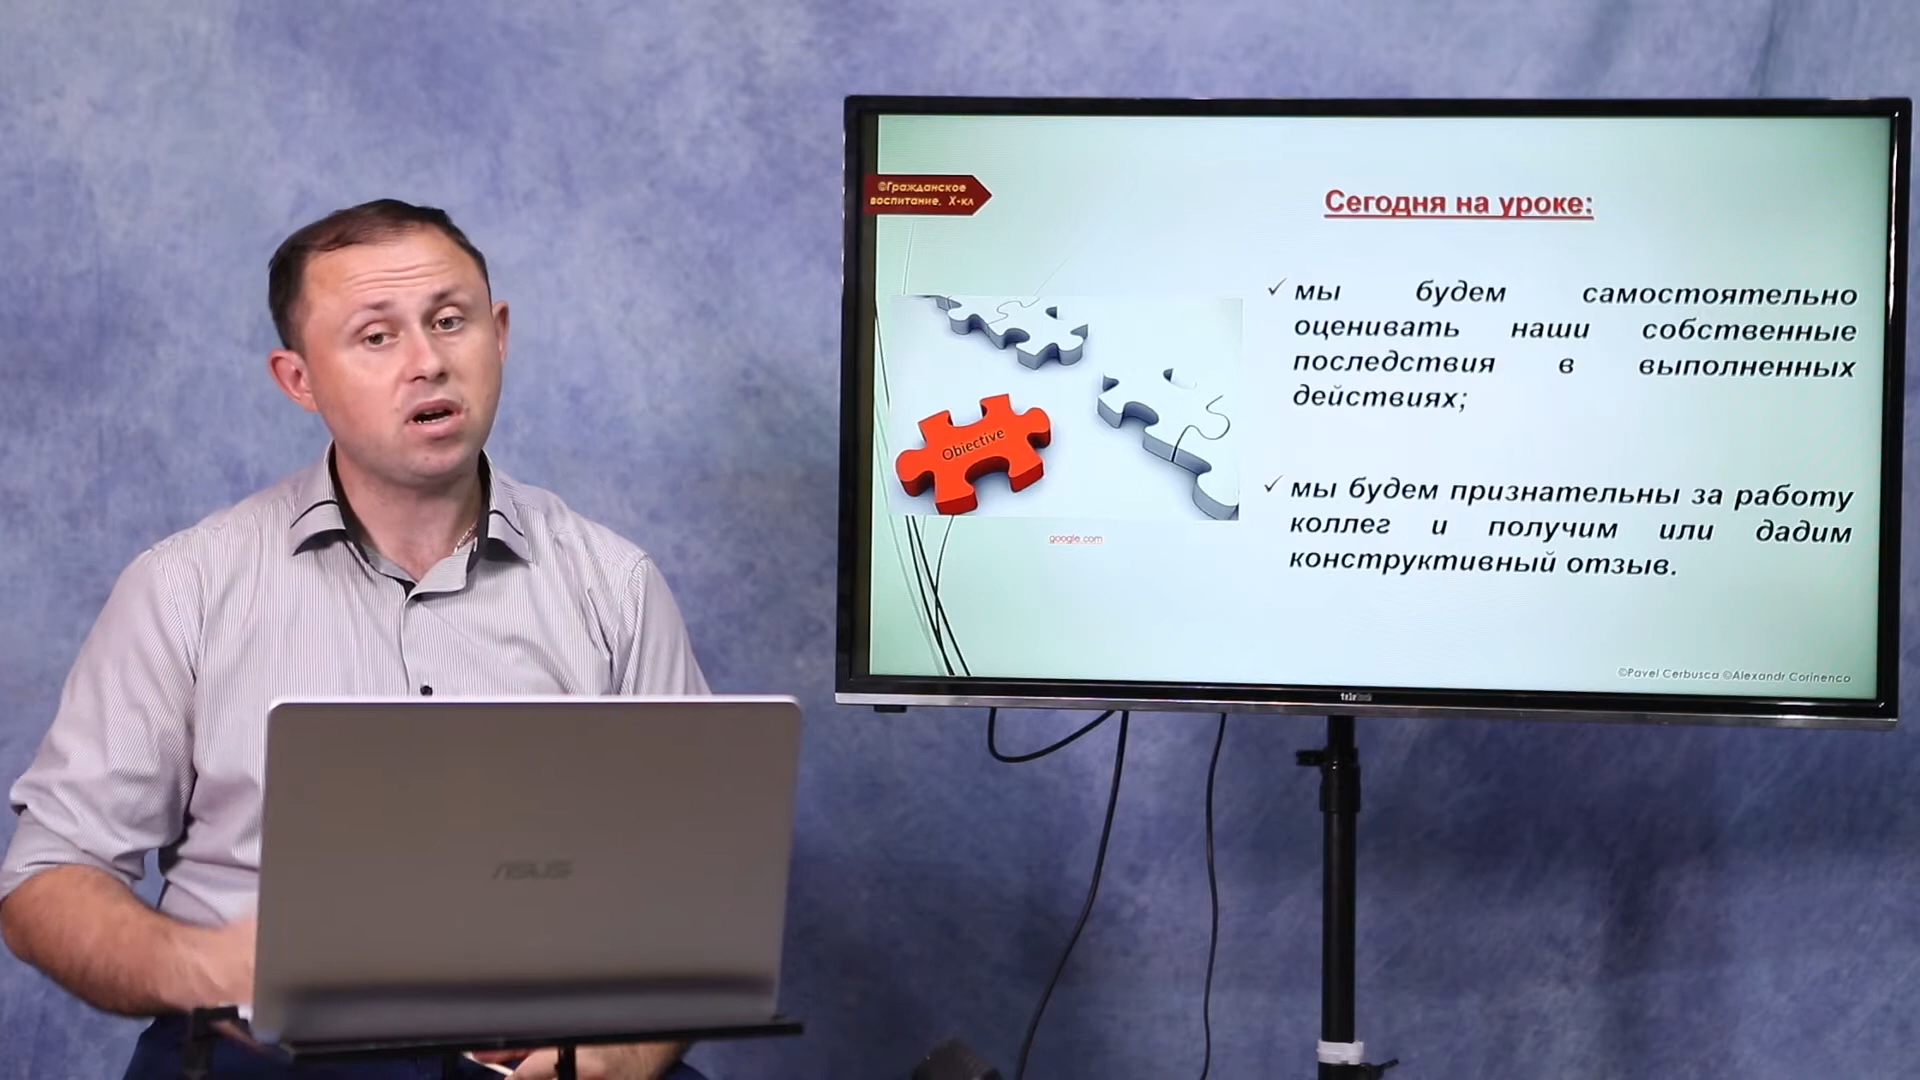 ©Гражданское
воспитание, X-кл
Сегодня на уроке:
✓ мы будем самостоятельно
оценивать наши собственные
последствия в выполненных
действиях;
✓ мы будем признательны за работу
коллег и получим или дадим
конструктивный отзыв.
Obiective
google.com
©Pavel Cerbusca ©Alexandr Corinenco
ASUS